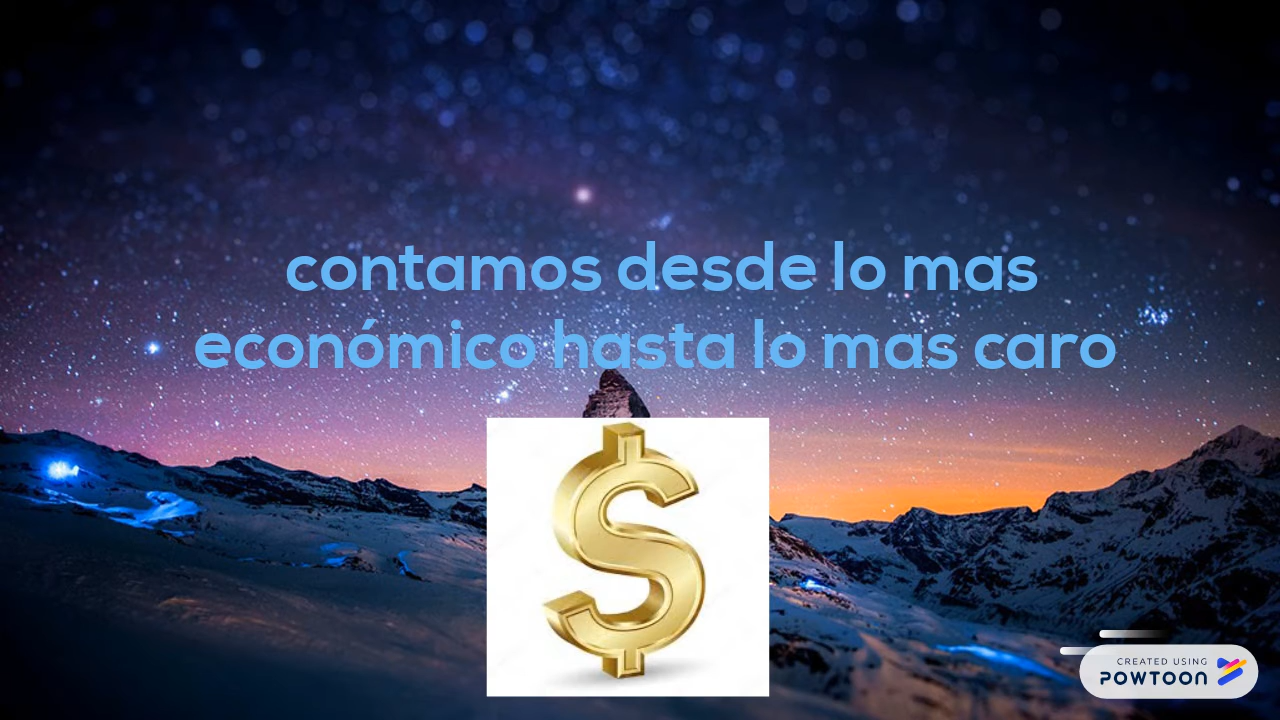 contamos desde lo mas
económico hasta lo mas caro
CREATED USING
POWTOON